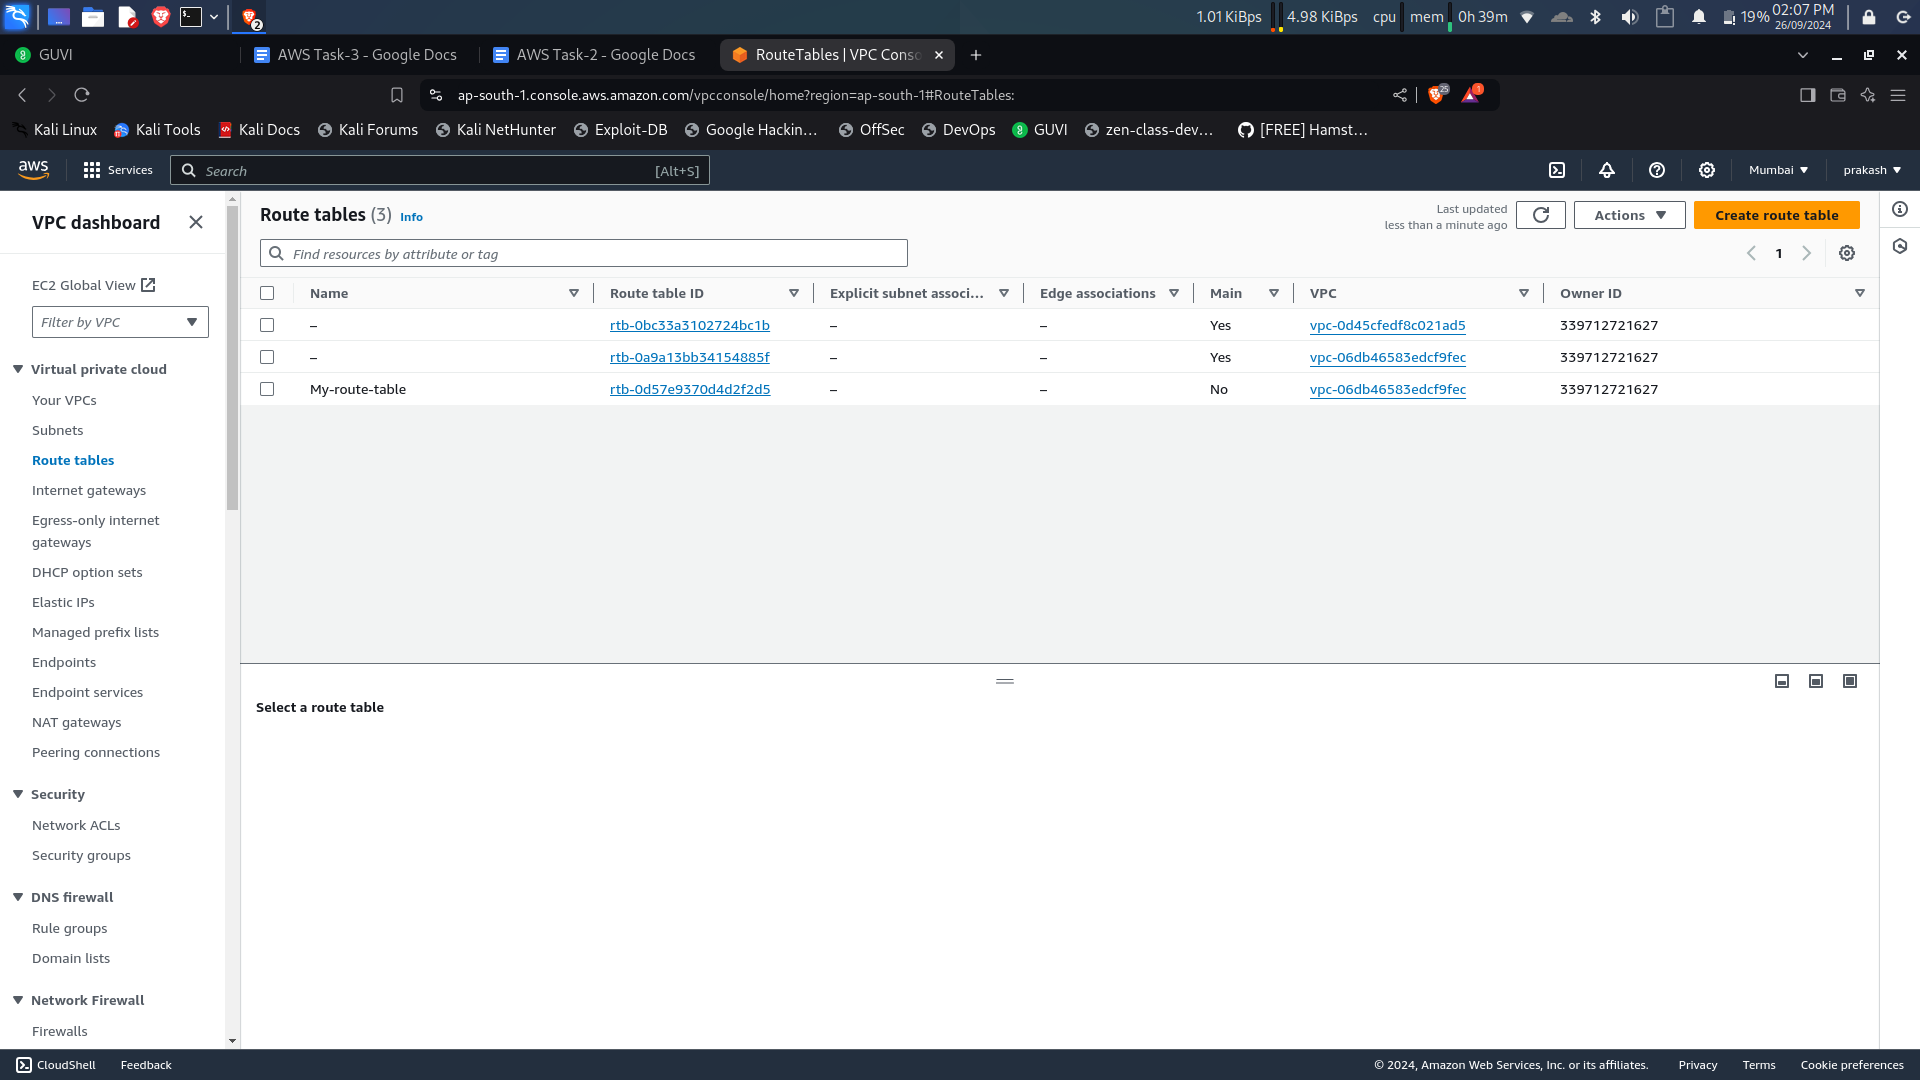 1.01 KiBps 4.98 KiBps cpu mem 0h 39m 19% 02:07 PM
26/09/2024
2
GUVI AWS Task-3 - Google Docs AWS Task-2 - Google Docs RouteTables | VPC Conso
ap-south-1.console.aws.amazon.com/vpcconsole/home?region=ap-south-1#RouteTables: 25 1
Kali Linux Kali Tools Kali Docs Kali Forums Kali NetHunter Exploit-DB Google Hackin... OffSec DevOps GUVI zen-class-dev... [FREE] Hamst...
aws Services Search [Alt+S] Mumbai prakash
VPC dashboard
EC2 Global View
Filter by VPC
Virtual private cloud
Your VPCs
Subnets
Route tables
Internet gateways
Egress-only internet
gateways
DHCP option sets
Elastic IPs
Managed prefix lists
Endpoints
Endpoint services
NAT gateways
Peering connections
Security
Network ACLs
Security groups
DNS firewall
Rule groups
Domain lists
Network Firewall
Firewalls
Route tables (3) Info
Last updated
less than a minute ago
Actions Create route table
Find resources by attribute or tag
1
Name Route table ID Explicit subnet associ... Edge associations Main VPC Owner ID
– rtb-0bc33a3102724bc1b – – Yes vpc-0d45cfedf8c021ad5 339712721627
– rtb-0a9a13bb34154885f – – Yes vpc-06db46583edcf9fec 339712721627
My-route-table rtb-0d57e9370d4d2f2d5 – – No vpc-06db46583edcf9fec 339712721627
Select a route table
CloudShell Feedback © 2024, Amazon Web Services, Inc. or its affiliates. Privacy Terms Cookie preferences